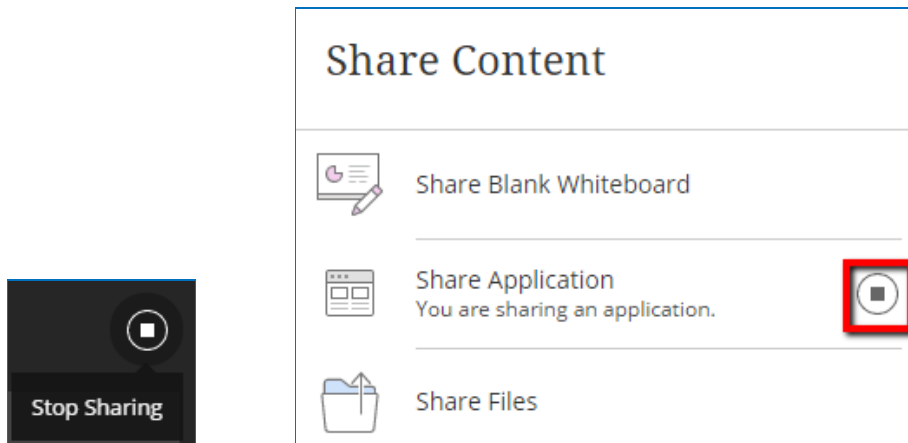 Share Content
Share Blank Whiteboard
Share Application
You are sharing an application.
Share Files
Stop Sharing